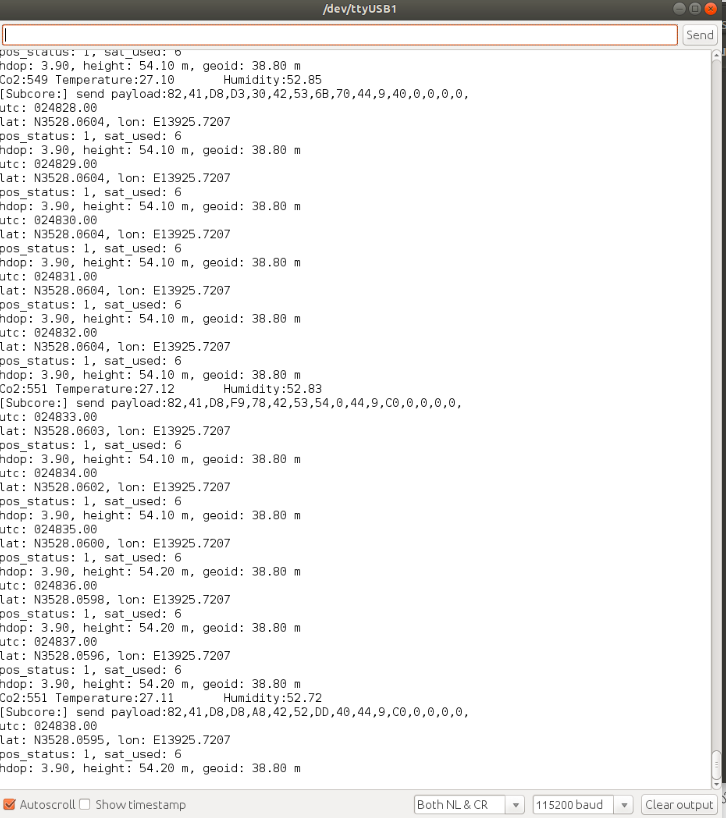 /dev/ttyUSB1
Send
pos_status: 1, sat_used: 6
hdop: 3.90, height: 54.10 m, geoid: 38.80 m
Co2:549 Temperature:27.10 Humidity:52.85
[Subcore:] send payload:82,41,D8,D3,30,42,53,6B,70,44,9,40,0,0,0,0,
utc: 024828.00
lat: N3528.0604, lon: E13925.7207
pos_status: 1, sat_used: 6
hdop: 3.90, height: 54.10 m, geoid: 38.80 m
utc: 024829.00
lat: N3528.0604, lon: E13925.7207
pos_status: 1, sat_used: 6
hdop: 3.90, height: 54.10 m, geoid: 38.80 m
utc: 024830.00
lat: N3528.0604, lon: E13925.7207
pos_status: 1, sat_used: 6
hdop: 3.90, height: 54.10 m, geoid: 38.80 m
utc: 024831.00
lat: N3528.0604, lon: E13925.7207
pos_status: 1, sat_used: 6
hdop: 3.90, height: 54.10 m, geoid: 38.80 m
utc: 024832.00
lat: N3528.0604, lon: E13925.7207
pos_status: 1, sat_used: 6
hdop: 3.90, height: 54.10 m, geoid: 38.80 m
Co2:551 Temperature:27.12 Humidity:52.83
[Subcore:] send payload:82,41,D8,F9,78,42,53,54,0,44,9,C0,0,0,0,0,
utc: 024833.00
lat: N3528.0603, lon: E13925.7207
pos_status: 1, sat_used: 6
hdop: 3.90, height: 54.10 m, geoid: 38.80 m
utc: 024834.00
lat: N3528.0602, lon: E13925.7207
pos_status: 1, sat_used: 6
hdop: 3.90, height: 54.10 m, geoid: 38.80 m
utc: 024835.00
lat: N3528.0600, lon: E13925.7207
pos_status: 1, sat_used: 6
hdop: 3.90, height: 54.20 m, geoid: 38.80 m
utc: 024836.00
lat: N3528.0598, lon: E13925.7207
pos_status: 1, sat_used: 6
hdop: 3.90, height: 54.20 m, geoid: 38.80 m
utc: 024837.00
lat: N3528.0596, lon: E13925.7207
pos_status: 1, sat_used: 6
hdop: 3.90, height: 54.20 m, geoid: 38.80 m
Co2:551 Temperature:27.11 Humidity:52.72
[Subcore:] send payload:82,41,D8,D8,A8,42,52,DD,40,44,9,C0,0,0,0,0,
utc: 024838.00
lat: N3528.0595, lon: E13925.7207
pos_status: 1, sat_used: 6
hdop: 3.90, height: 54.20 m, geoid: 38.80 m
Autoscroll Show timestamp Both NL & CR 115200 baud Clear output